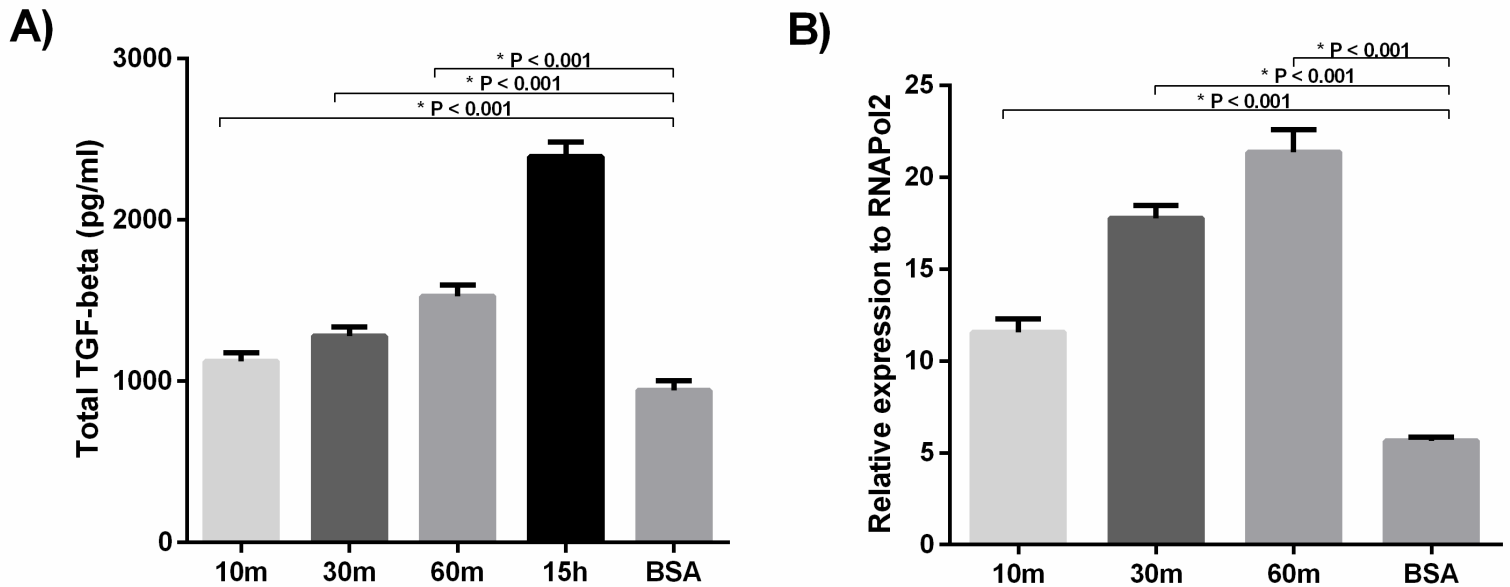 A)
Total TGF-beta (pg/ml)
3000
2000
1000
0
* P < 0.001
* P < 0.001
* P < 0.001
10m 30m 60m 15h BSA
B)
Relative expression to RNAPol2
25
20
15
10
5
0
* P < 0.001
* P < 0.001
* P < 0.001
10m 30m 60m BSA